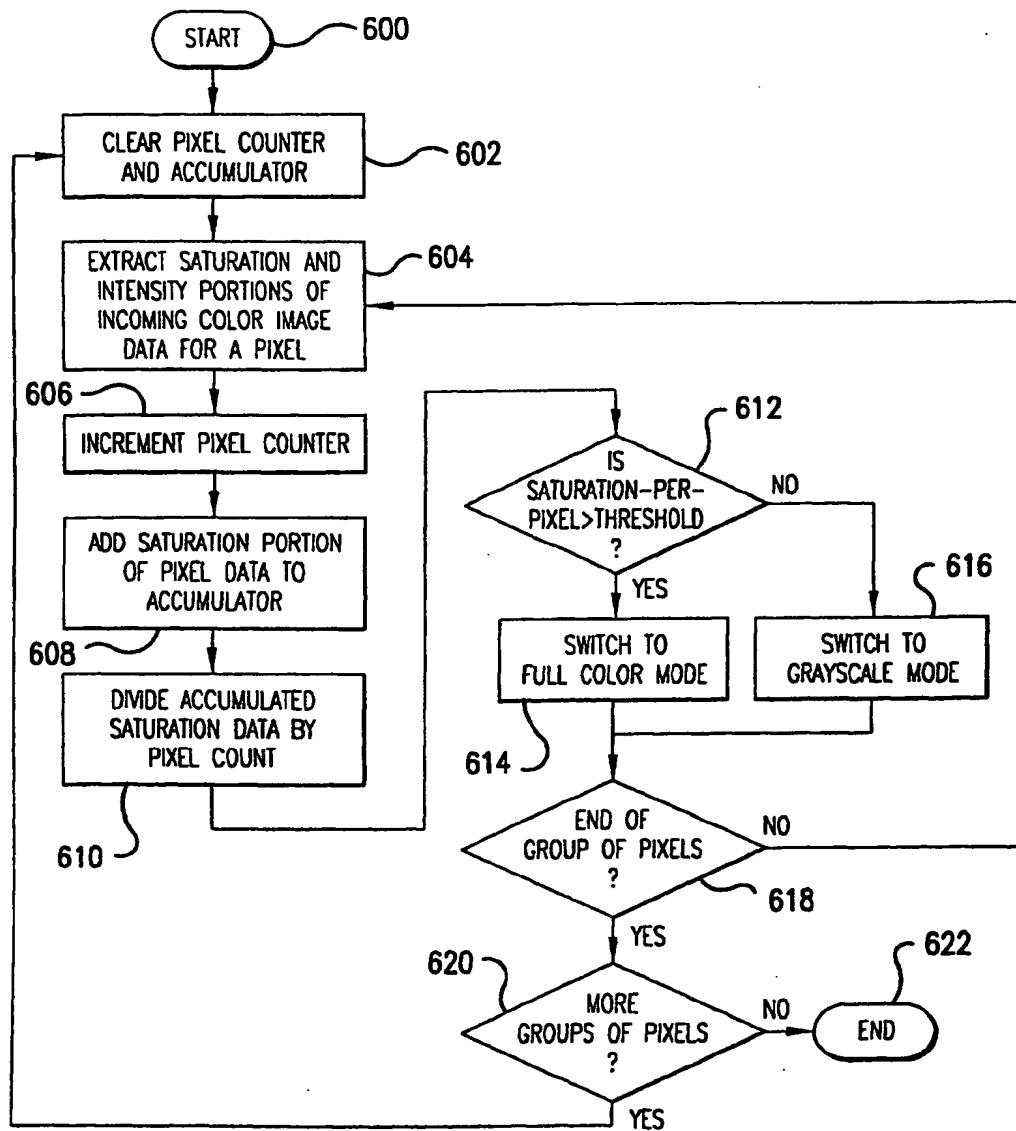 START
600
CLEAR PIXEL COUNTER
AND ACCUMULATOR
602
EXTRACT SATURATION AND
INTENSITY PORTIONS OF
INCOMING COLOR IMAGE
DATA FOR A PIXEL
604
606
INCREMENT PIXEL COUNTER
ADD SATURATION PORTION
OF PIXEL DATA TO
ACCUMULATOR
608
DIVIDE ACCUMULATED
SATURATION DATA BY
PIXEL COUNT
610
612
IS
SATURATION-PER-
PIXEL>THRESHOLD
?
NO
YES
616
SWITCH TO
FULL COLOR MODE
SWITCH TO
GRAYSCALE MODE
614
END OF
GROUP OF PIXELS
?
NO
618
YES
620
MORE
GROUPS OF PIXELS
?
NO
622
END
YES